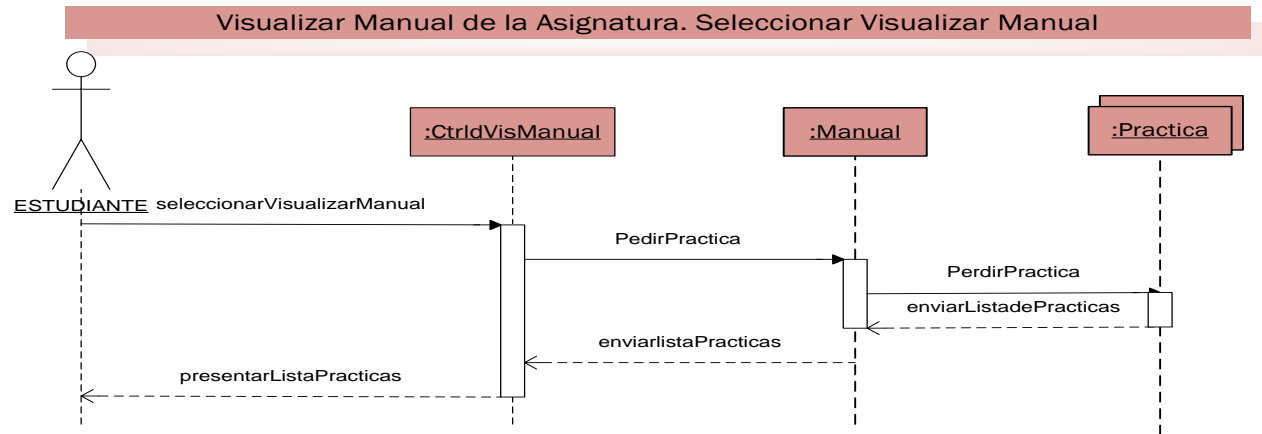 Visualizar Manual de la Asignatura. Seleccionar Visualizar Manual
:CtrldVisManual
:Manual
:Practica
ESTUDIANTE
seleccionarVisualizarManual
PedirPractica
PerdirPractica
enviarListadePracticas
enviarlistaPracticas
presentarListaPracticas